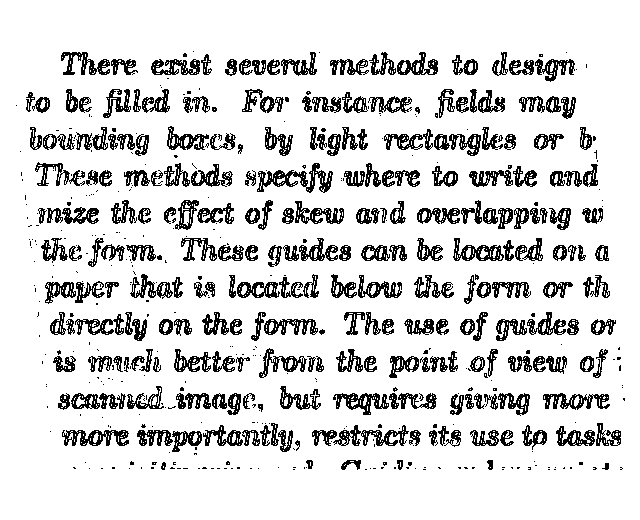 There exist several methods to design
to be filled in. For instance, fields may
bounding boxes, by light rectangles or b
These methods specify where to write and
mize the effect of skew and overlapping w
the form. These guides can be located on a
paper that is located below the form or th
directly on the form. The use of guides or
is much better from the point of view of
scanned image, but requires giving more
more importantly, restricts its use to tasks